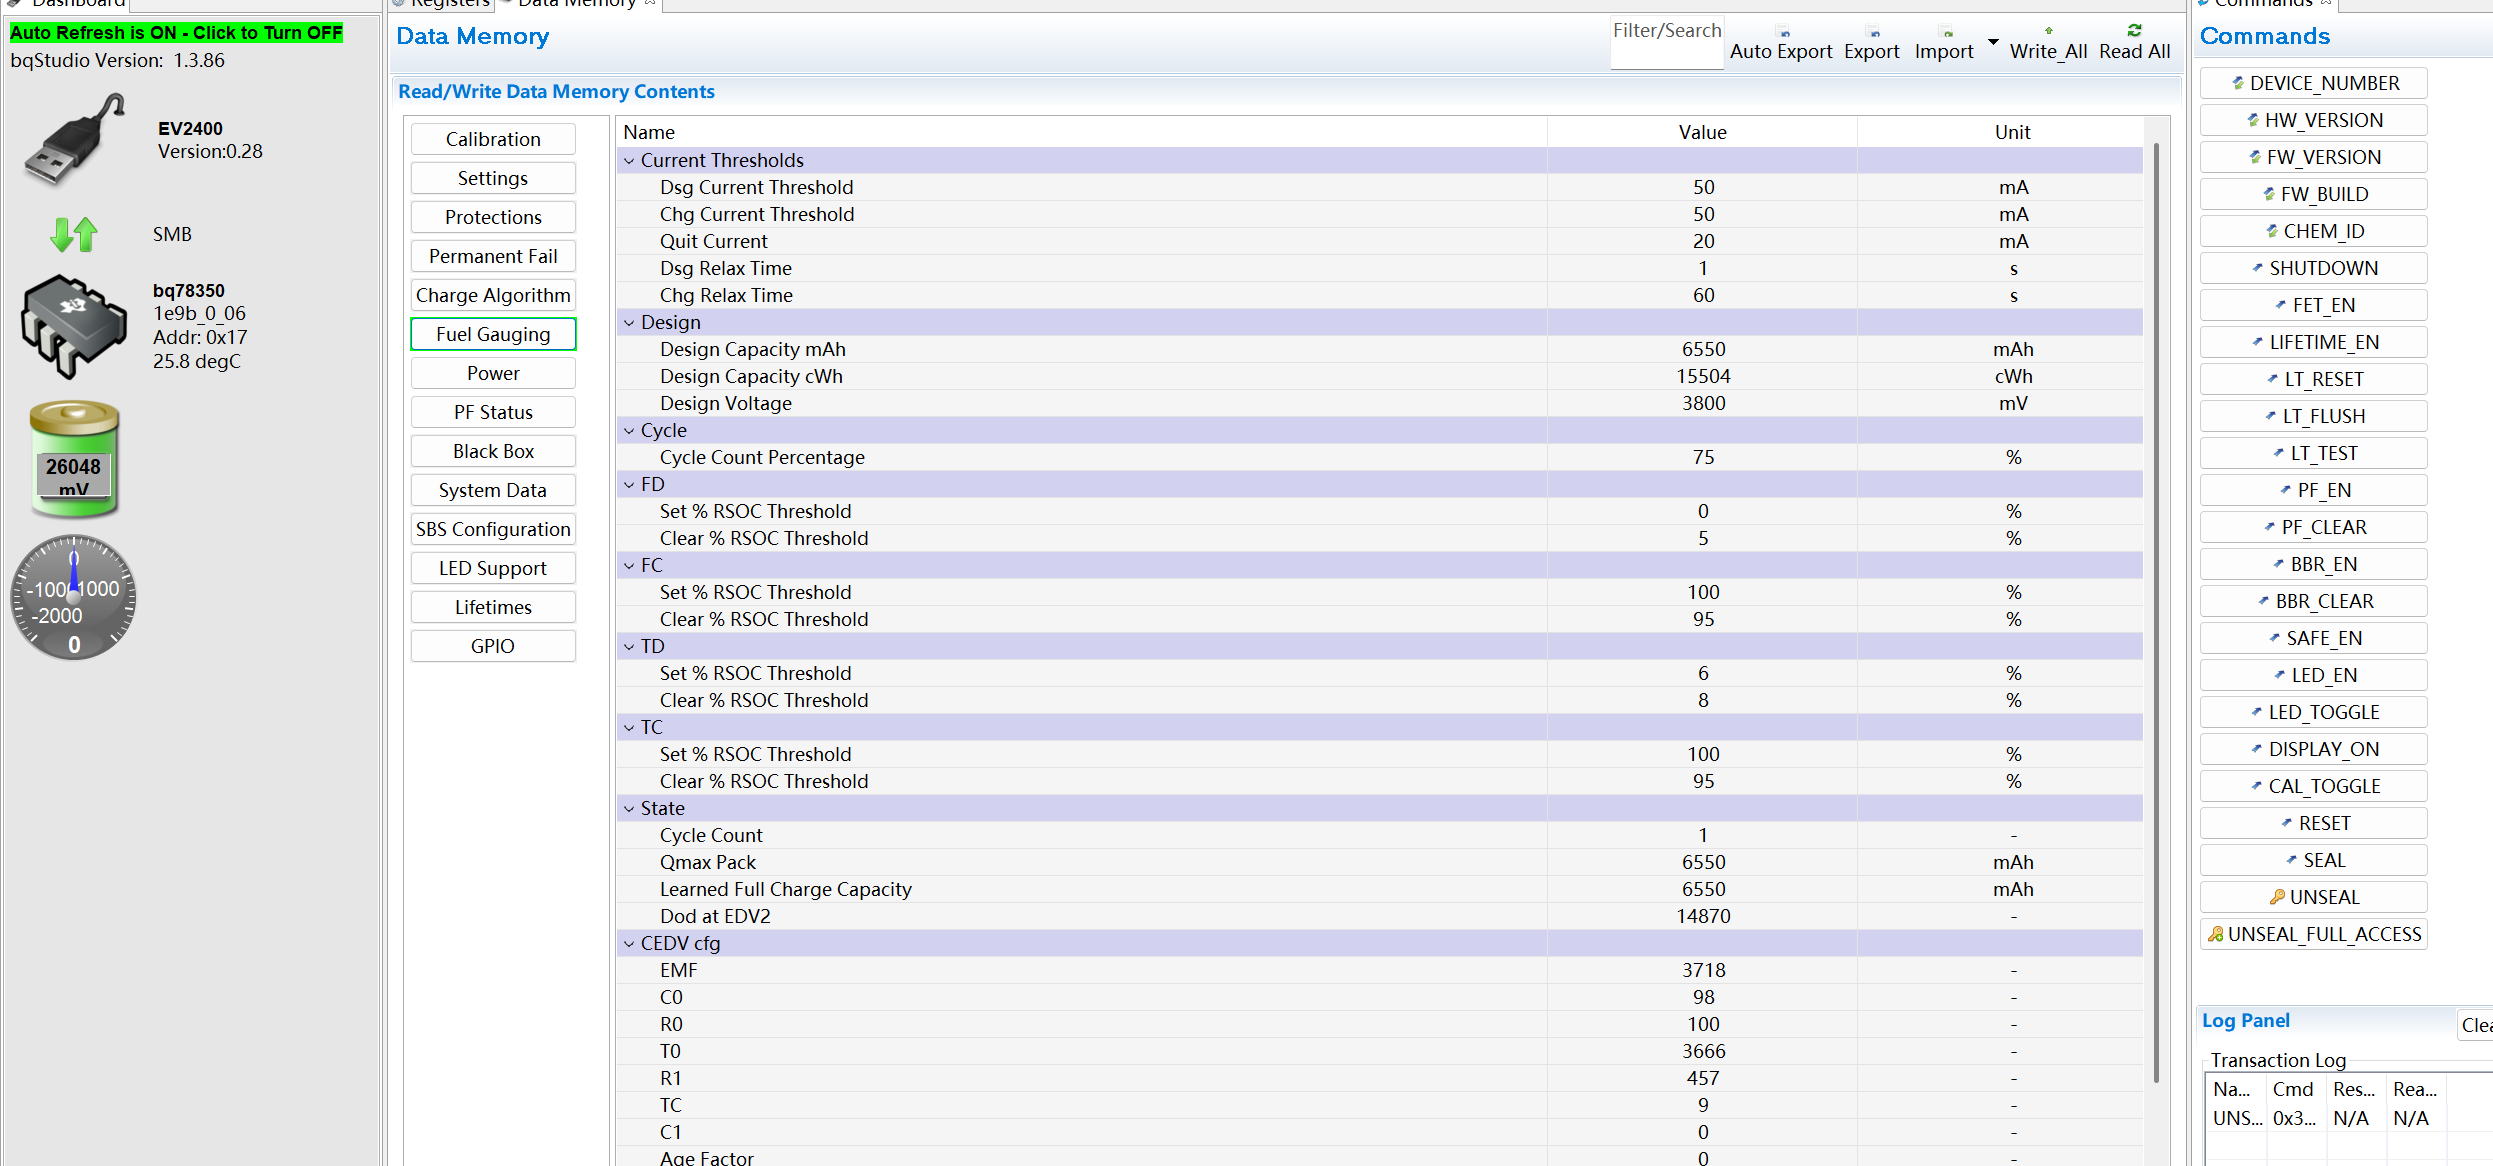 DashBoard
Auto Refresh is ON - Click to Turn OFF
bqStudio Version: 1.3.86
EV2400
Version:0.28
SMB
bq78350
1e9b_0_06
Addr: 0x17
25.8 degC
26048
mV
0
-1000 1000
-2000
0
Registers Data Memory
Data Memory
Filter/Search Auto Export Export Import Write_All Read All
Read/Write Data Memory Contents
Calibration
Settings
Protections
Permanent Fail
Charge Algorithm
Fuel Gauging
Power
PF Status
Black Box
System Data
SBS Configuration
LED Support
Lifetimes
GPIO
Name Value Unit
Current Thresholds
Dsg Current Threshold 50 mA
Chg Current Threshold 50 mA
Quit Current 20 mA
Dsg Relax Time 1 s
Chg Relax Time 60 s
Design
Design Capacity mAh 6550 mAh
Design Capacity cWh 15504 cWh
Design Voltage 3800 mV
Cycle
Cycle Count Percentage 75 %
FD
Set % RSOC Threshold 0 %
Clear % RSOC Threshold 5 %
FC
Set % RSOC Threshold 100 %
Clear % RSOC Threshold 95 %
TD
Set % RSOC Threshold 6 %
Clear % RSOC Threshold 8 %
TC
Set % RSOC Threshold 100 %
Clear % RSOC Threshold 95 %
State
Cycle Count 1 -
Qmax Pack 6550 mAh
Learned Full Charge Capacity 6550 mAh
Dod at EDV2 14870 -
CEDV cfg
EMF 3718 -
C0 98 -
R0 100 -
T0 3666 -
R1 457 -
TC 9 -
C1 0 -
Age Factor 0 -
Commands
Commands
DEVICE_NUMBER
HW_VERSION
FW_VERSION
FW_BUILD
CHEM_ID
SHUTDOWN
FET_EN
LIFETIME_EN
LT_RESET
LT_FLUSH
LT_TEST
PF_EN
PF_CLEAR
BBR_EN
BBR_CLEAR
SAFE_EN
LED_EN
LED_TOGGLE
DISPLAY_ON
CAL_TOGGLE
RESET
SEAL
UNSEAL
UNSEAL_FULL_ACCESS
Log Panel Clea
Transaction Log
Na... Cmd Res... Rea...
UNS... 0x3... N/A N/A